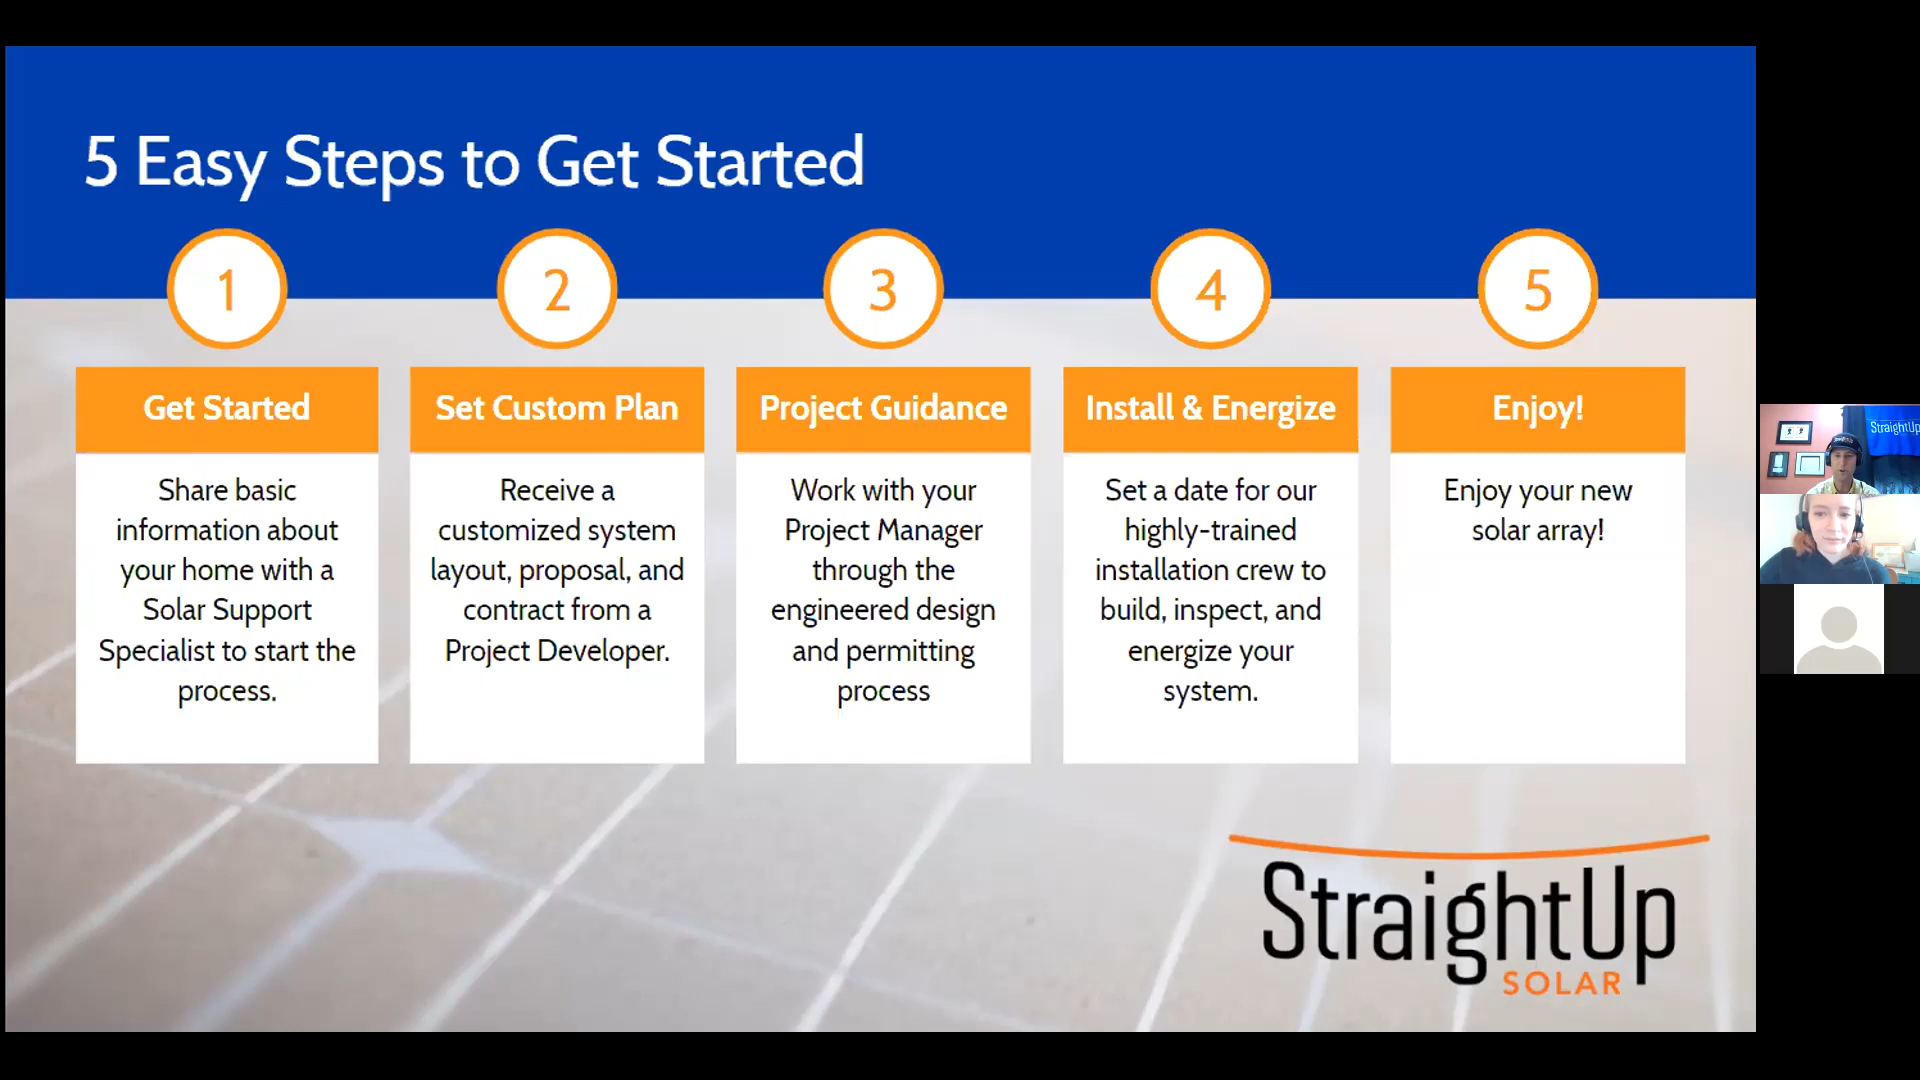 5 Easy Steps to Get Started
1
Get Started
Share basic
information about
your home with a
Solar Support
Specialist to start the
process.
2
Set Custom Plan
Receive a
customized system
layout, proposal, and
contract from a
Project Developer.
3
Project Guidance
Work with your
Project Manager
through the
engineered design
and permitting
process
4
Install & Energize
Set a date for our
highly-trained
installation crew to
build, inspect, and
energize your
system.
5
Enjoy!
Enjoy your new
solar array!
StraightUp
SOLAR
StraightUp